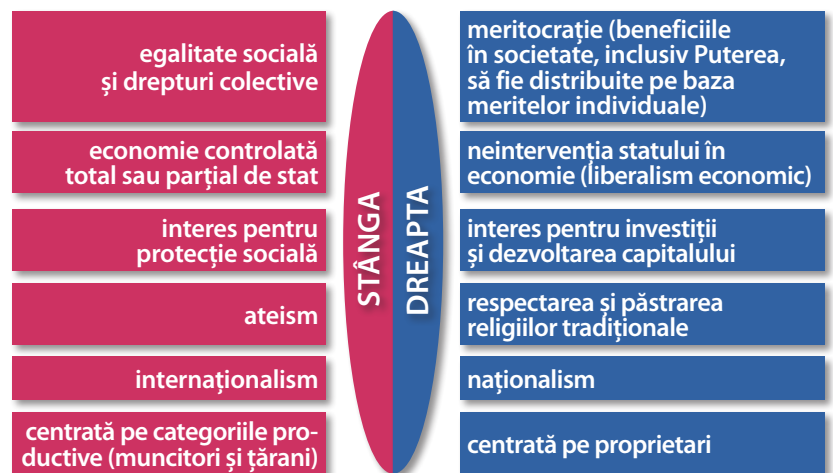 egalitate socială
și drepturi colective
meritocrație (beneficiile
în societate, inclusiv Puterea,
să fie distribuite pe baza
meritelor individuale)
economie controlată
total sau parțial de stat
neintervenția statului în
economie (liberalism economic)
interes pentru
protecție socială
STÂNGA
DREAPTA
interes pentru investiții
și dezvoltarea capitalului
ateism
respectarea și păstrarea
religiilor tradiționale
internaționalism
naționalism
centrată pe categoriile pro-
ductive (muncitori și țărani)
centrată pe proprietari